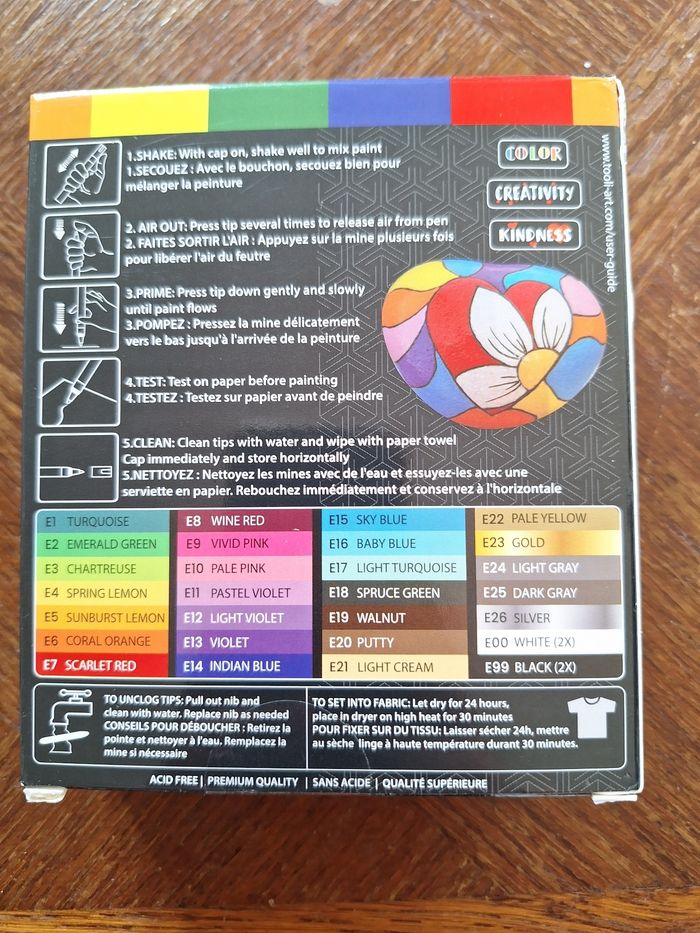 1.SHAKE: With cap on, shake well to mix paint
1.SECOUEZ : Avec le bouchon, secouez bien pour
mélanger la peinture
COLOR
CREATIVITY
KINDNESS
www.tooli-art.com/user-guide
2. AIR OUT: Press tip several times to release air from pen
2. FAITES SORTIR L'AIR : Appuyez sur la mine plusieurs fois
pour libérer l'air du feutre
3.PRIME: Press tip down gently and slowly
until paint flows
3.POMPEZ : Pressez la mine délicatement
vers le bas jusqu'à l'arrivée de la peinture
4.TEST: Test on paper before painting
4.TESTEZ : Testez sur papier avant de peindre
5.CLEAN: Clean tips with water and wipe with paper towel
Cap immediately and store horizontally
5.NETTOYEZ : Nettoyez les mines avec de l'eau et essuyez-les avec une
serviette en papier. Rebouchez immédiatement et conservez à l'horizontale
E1 TURQUOISE
E2 EMERALD GREEN
E3 CHARTREUSE
E4 SPRING LEMON
E5 SUNBURST LEMON
E6 CORAL ORANGE
E7 SCARLET RED
E8 WINE RED
E9 VIVID PINK
E10 PALE PINK
E11 PASTEL VIOLET
E12 LIGHT VIOLET
E13 VIOLET
E14 INDIAN BLUE
E15 SKY BLUE
E16 BABY BLUE
E17 LIGHT TURQUOISE
E18 SPRUCE GREEN
E19 WALNUT
E20 PUTTY
E21 LIGHT CREAM
E22 PALE YELLOW
E23 GOLD
E24 LIGHT GRAY
E25 DARK GRAY
E26 SILVER
E00 WHITE (2X)
E99 BLACK (2X)
TO UNCLOG TIPS: Pull out nib and
clean with water. Replace nib as needed
CONSEILS POUR DÉBOUCHER : Retirez la
pointe et nettoyer à l'eau. Remplacez la
mine si nécessaire
TO SET INTO FABRIC: Let dry for 24 hours,
place in dryer on high heat for 30 minutes
POUR FIXER SUR DU TISSU: Laisser sécher 24h, mettre
au sèche linge à haute température durant 30 minutes.
ACID FREE | PREMIUM QUALITY | SANS ACIDE | QUALITÉ SUPÉRIEURE